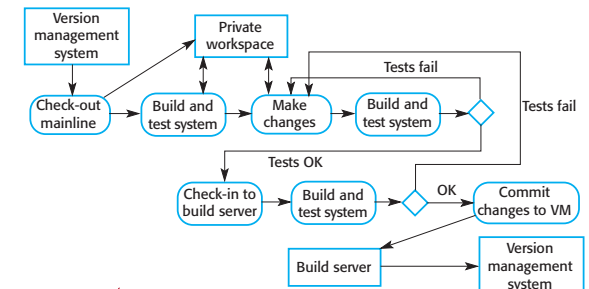 Version
management
system
Private
workspace
Tests fail
Check-out
mainline
Build and
test system
Make
changes
Build and
test system
Tests fail
Tests OK
Check-in to
build server
Build and
test system
OK
Commit
changes to VM
Build server
Version
management
system